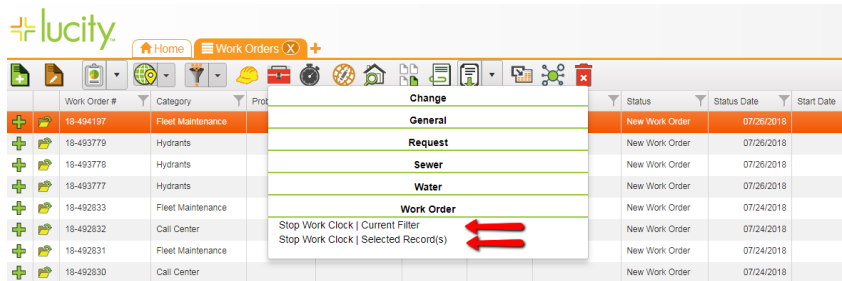 lucity
Home Work Orders X
Work Order # Category Prob Status Status Date Start Date
18-494197 Fleet Maintenance New Work Order 07/26/2018
18-493779 Hydrants New Work Order 07/26/2018
18-493778 Hydrants New Work Order 07/26/2018
18-493777 Hydrants New Work Order 07/26/2018
18-492833 Fleet Maintenance New Work Order 07/24/2018
18-492832 Call Center New Work Order 07/24/2018
18-492831 Fleet Maintenance New Work Order 07/24/2018
18-492830 Call Center New Work Order 07/24/2018
Change
General
Request
Sewer
Water
Work Order
Stop Work Clock | Current Filter
Stop Work Clock | Selected Record(s)